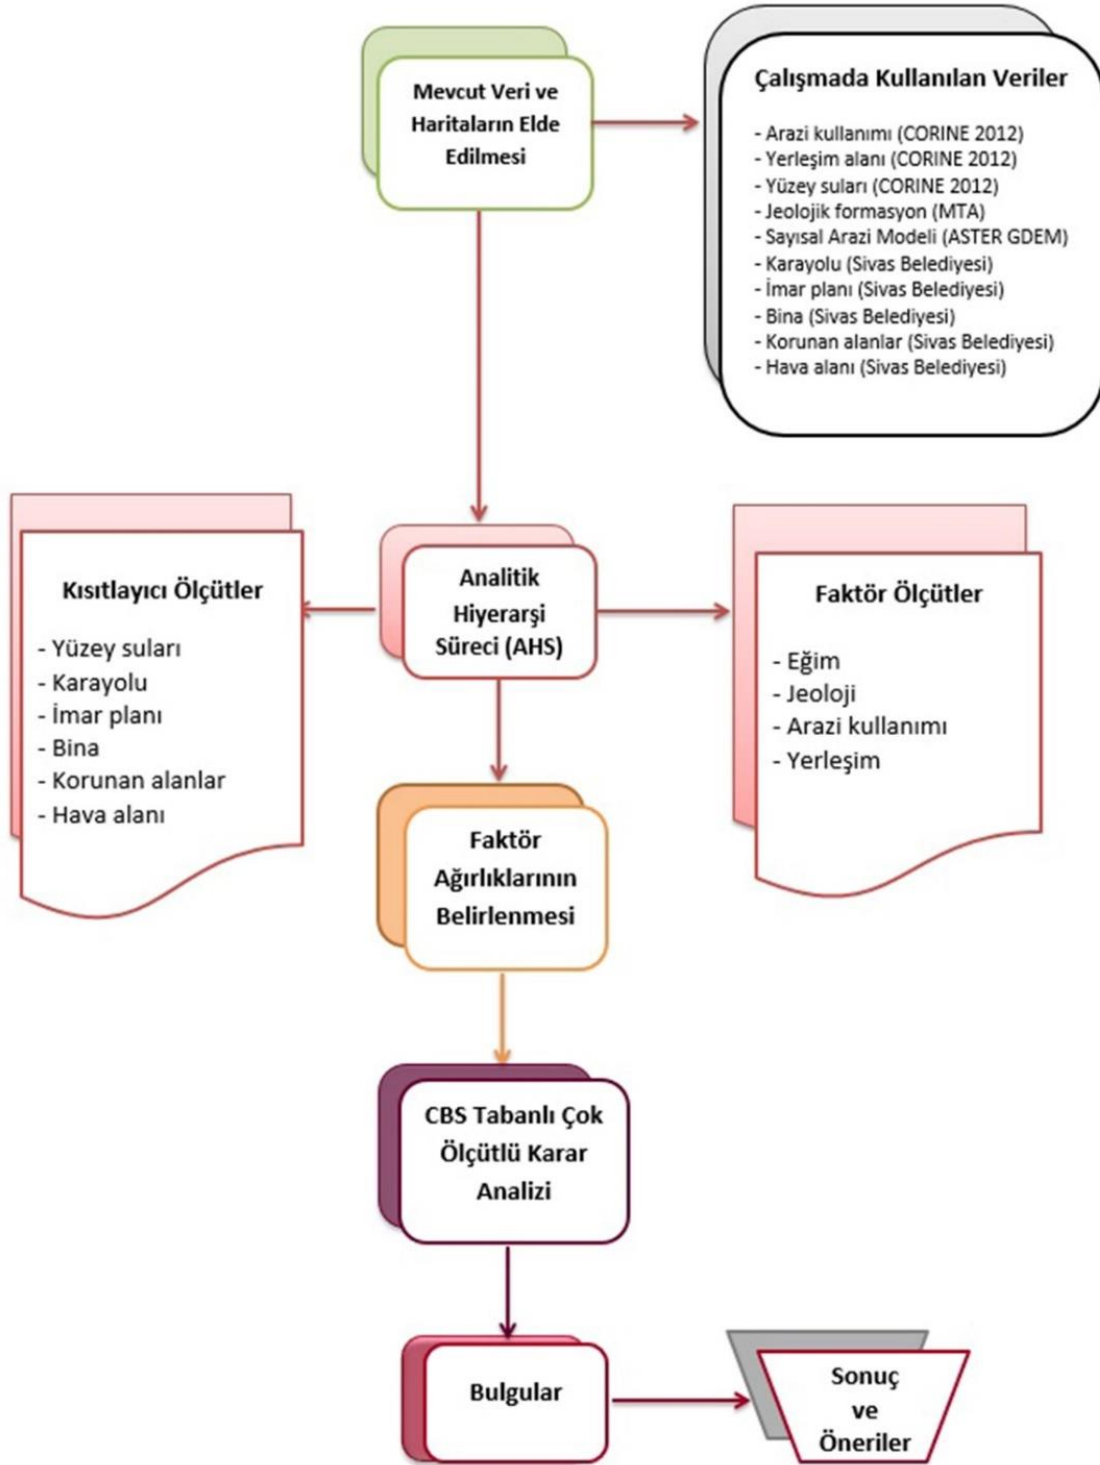 Mevcut Veri ve
Haritaların Elde
Edilmesi
Çalışmada Kullanılan Veriler
- Arazi kullanımı (CORINE 2012)
- Yerleşim alanı (CORINE 2012)
- Yüzey suları (CORINE 2012)
- Jeolojik formasyon (MTA)
- Sayısal Arazi Modeli (ASTER GDEM)
- Karayolu (Sivas Belediyesi)
- İmar planı (Sivas Belediyesi)
- Bina (Sivas Belediyesi)
- Korunan alanlar (Sivas Belediyesi)
- Hava alanı (Sivas Belediyesi)
Kısıtlayıcı Ölçütler
- Yüzey suları
- Karayolu
- İmar planı
- Bina
- Korunan alanlar
- Hava alanı
Analitik
Hiyerarşi
Süreci (AHS)
Faktör Ölçütler
- Eğim
- Jeoloji
- Arazi kullanımı
- Yerleşim
Faktör
Ağırlıklarının
Belirlenmesi
CBS Tabanlı Çok
Ölçütlü Karar
Analizi
Bulgular
Sonuç
ve
Öneriler